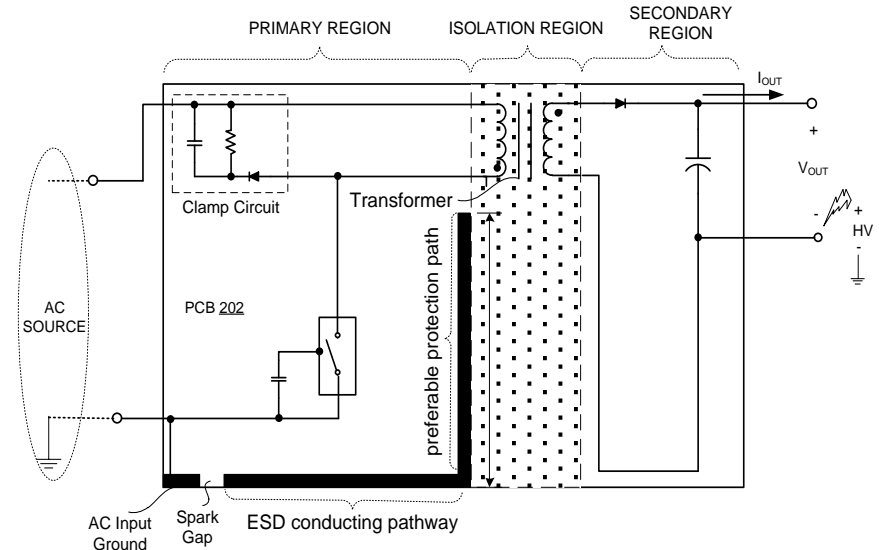 PRIMARY REGION
ISOLATION REGION
SECONDARY
REGION
IOUT
+
VOUT
-
+
HV
-
Clamp Circuit
Transformer
AC
SOURCE
PCB 202
preferable protection path
AC Input
Ground
Spark
Gap
ESD conducting pathway